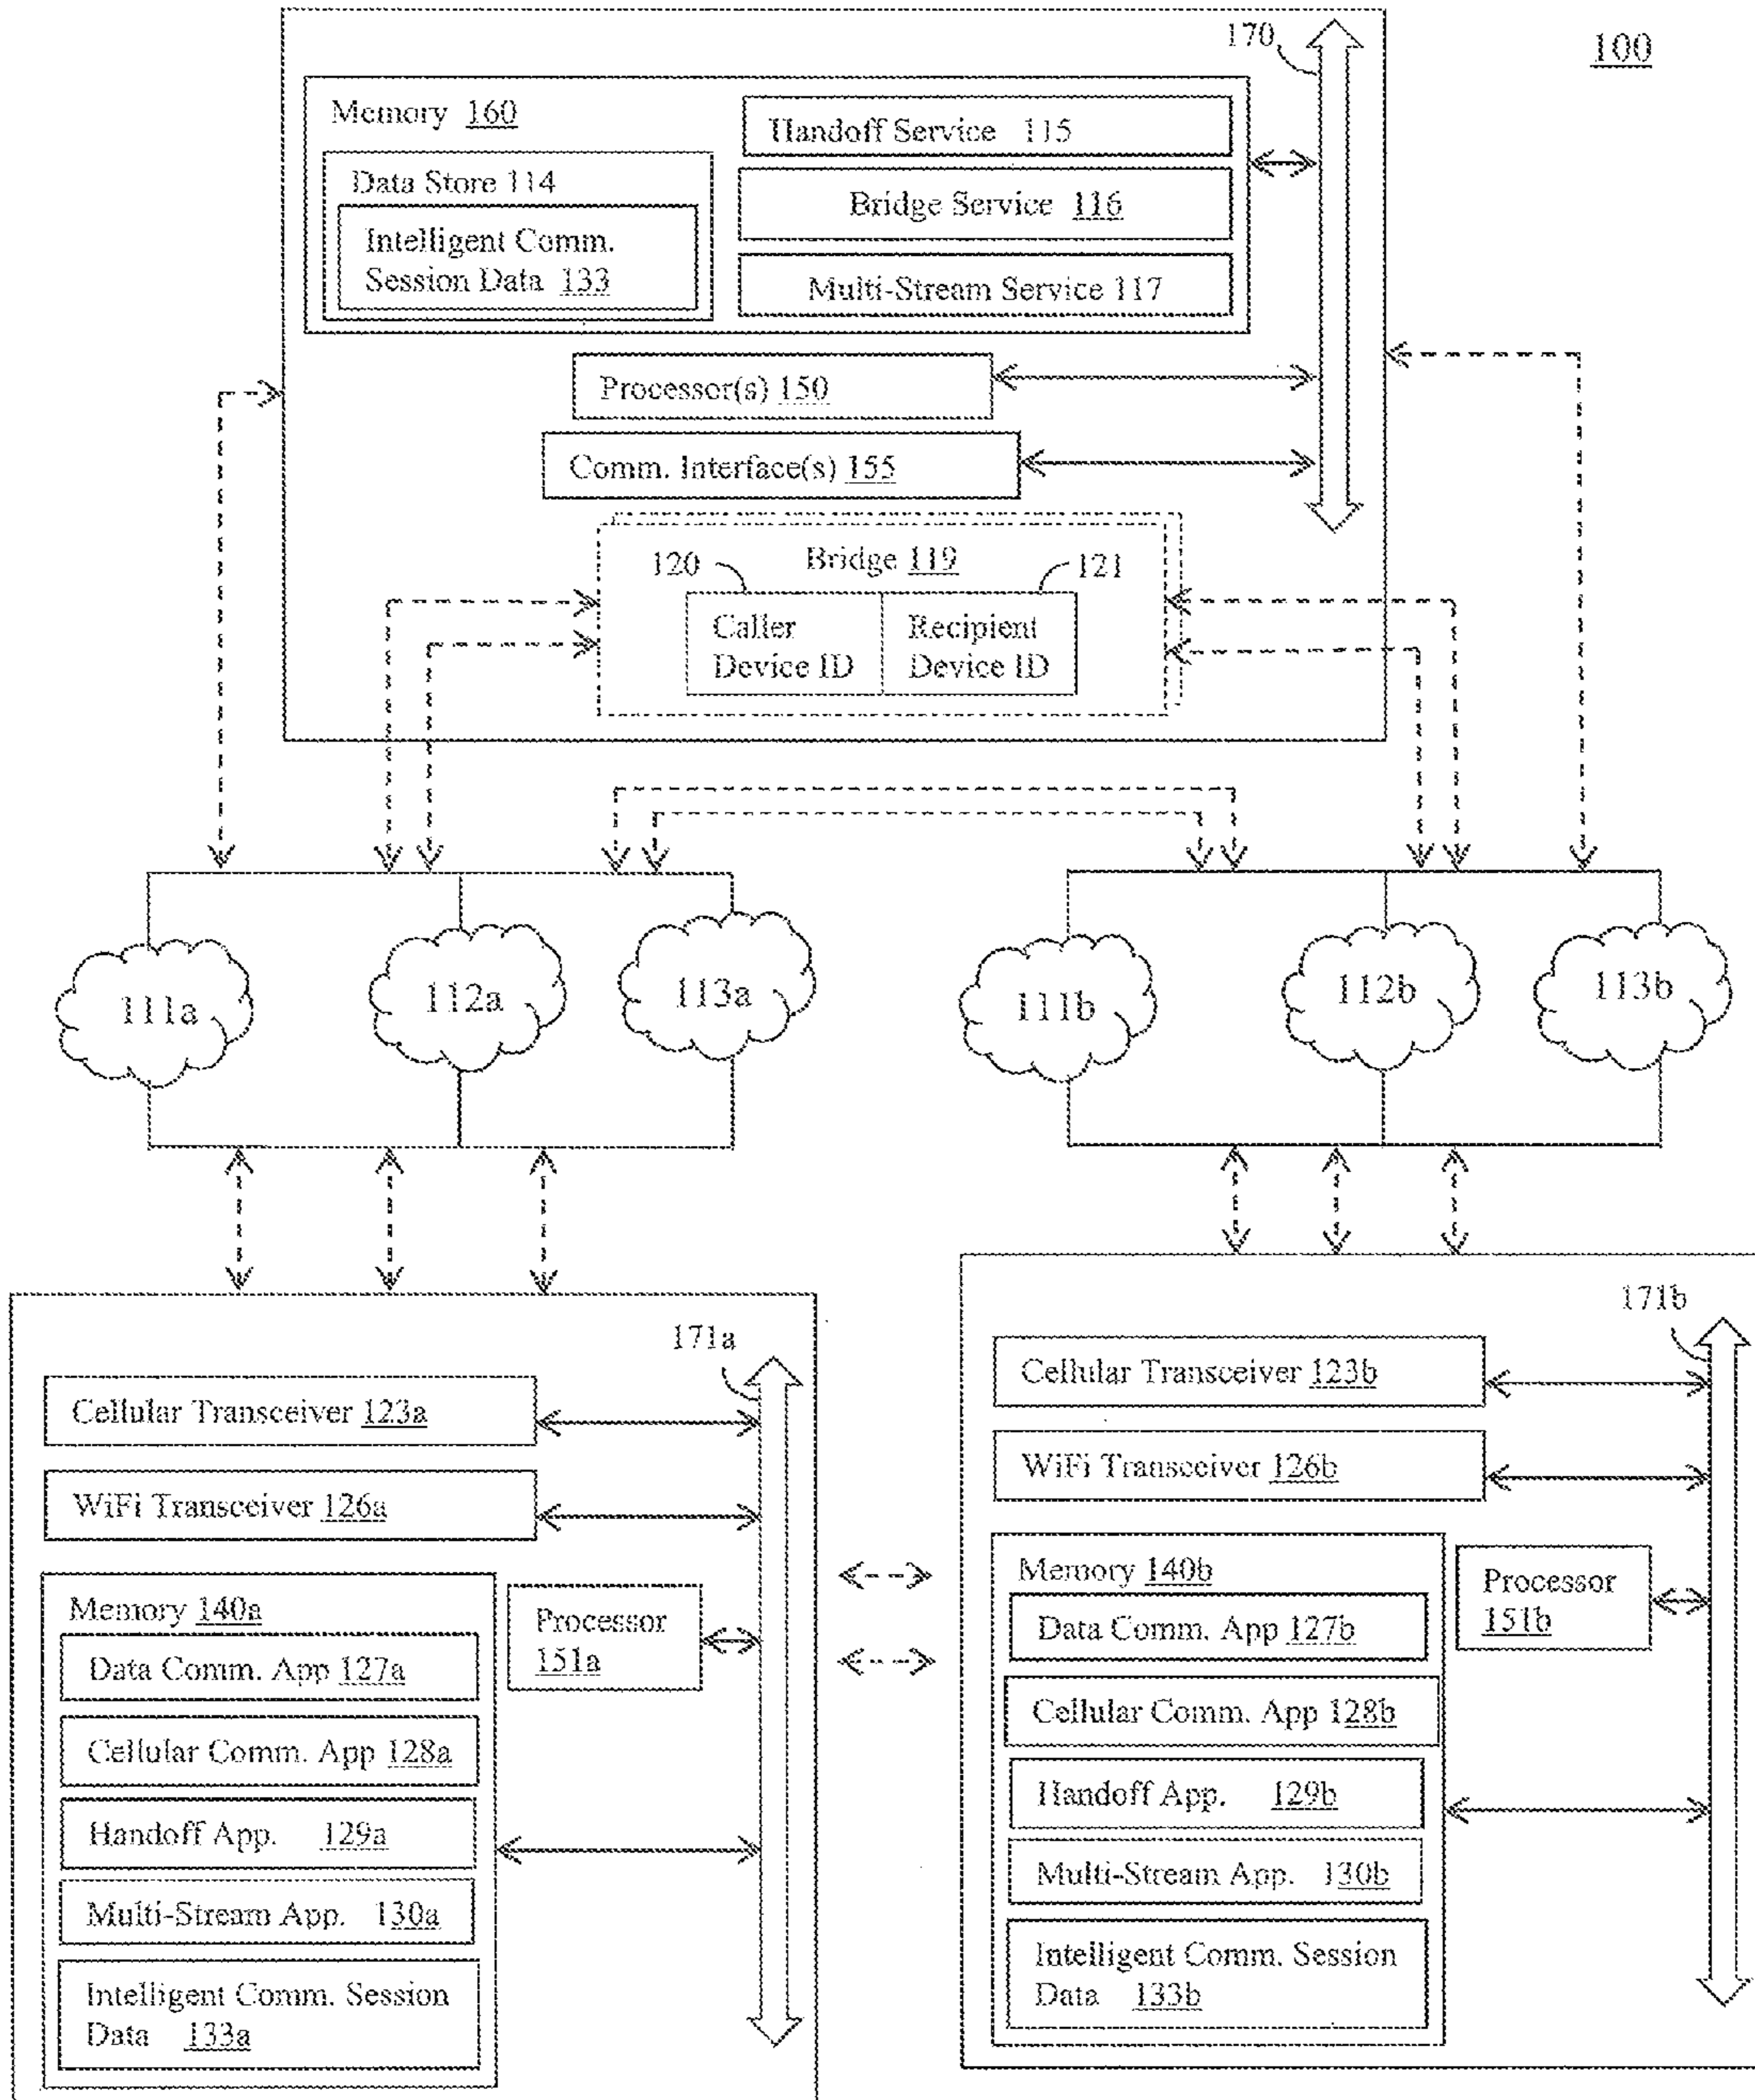 100
170
Memory 160
Handoff Service 115
Data Store 114
Bridge Service 116
Intelligent Comm.
Session Data 133
Multi-Stream Service 117
Processor(s) 150
Comm. Interface(s) 155
Bridge 119
120
121
Caller
Device ID
Recipient
Device ID
111a
112a
113a
111b
112b
113b
171a
Cellular Transceiver 123a
WiFi Transceiver 126a
Memory 140a
Processor
151a
Data Comm. App 127a
Cellular Comm. App 128a
Handoff App. 129a
Multi-Stream App. 130a
Intelligent Comm. Session
Data 133a
171b
Cellular Transceiver 123b
WiFi Transceiver 126b
Memory 140b
Processor
151b
Data Comm. App 127b
Cellular Comm. App 128b
Handoff App. 129b
Multi-Stream App. 130b
Intelligent Comm. Session
Data 133b